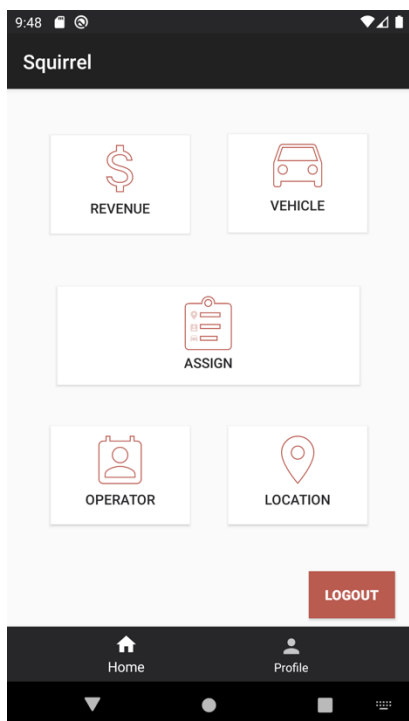 9:48
Squirrel
REVENUE
VEHICLE
ASSIGN
OPERATOR
LOCATION
LOGOUT
Home
Profile